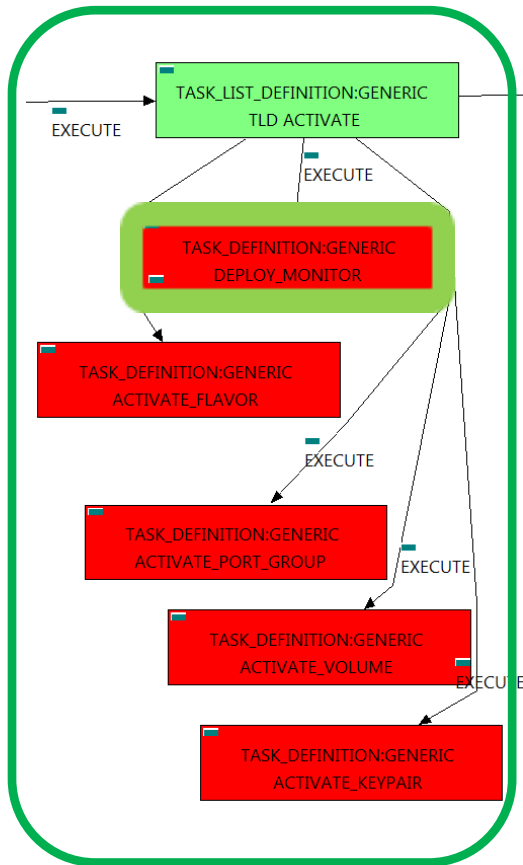 TASK_LIST_DEFINITION:GENERIC
TLD ACTIVATE
EXECUTE
EXECUTE
TASK_DEFINITION:GENERIC
DEPLOY_MONITOR
TASK_DEFINITION:GENERIC
ACTIVATE_FLAVOR
EXECUTE
TASK_DEFINITION:GENERIC
ACTIVATE_PORT_GROUP
EXECUTE
TASK_DEFINITION:GENERIC
ACTIVATE_VOLUME
EXECUTE
TASK_DEFINITION:GENERIC
ACTIVATE_KEYPAIR